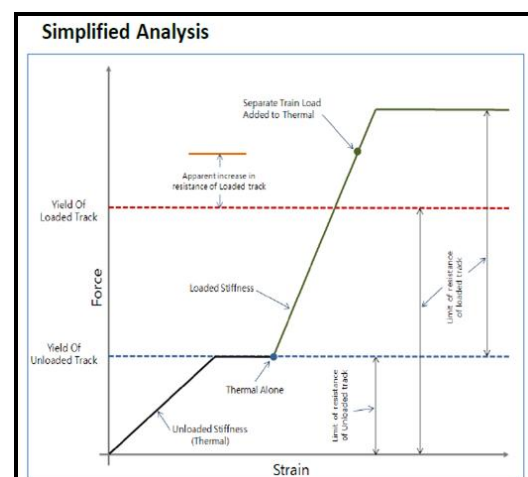 Simplified Analysis
Separate Train Load
Added to Thermal
Apparent increase in
resistance of Loaded track
Yield Of
Loaded Track
Force
Loaded Stiffness
Limit of resistance
of loaded track
Yield Of
Unloaded Track
Thermal Alone
Limit of resistance
of Unloaded track
Unloaded Stiffness
(Thermal)
Strain